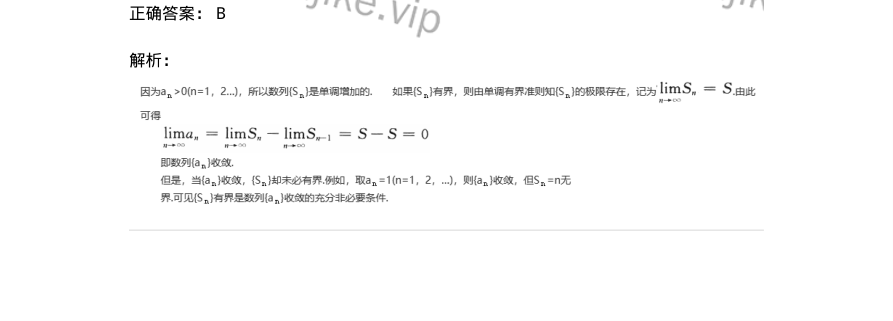 jike.vip
正确答案： B
解析：
因为aₙ>0(n=1，2...)，所以数列{Sₙ}是单调增加的. 如果{Sₙ}有界，则由单调有界准则知{Sₙ}的极限存在，记为 lim_{n→∞} Sₙ = S.由此
可得
lim_{n→∞} aₙ = lim_{n→∞} Sₙ − lim_{n→∞} Sₙ₋₁ = S − S = 0
即数列{aₙ}收敛.
但是，当{aₙ}收敛，{Sₙ}却未必有界.例如，取aₙ=1(n=1，2，...)，则{aₙ}收敛，但Sₙ=n无
界.可见{Sₙ}有界是数列{aₙ}收敛的充分非必要条件.